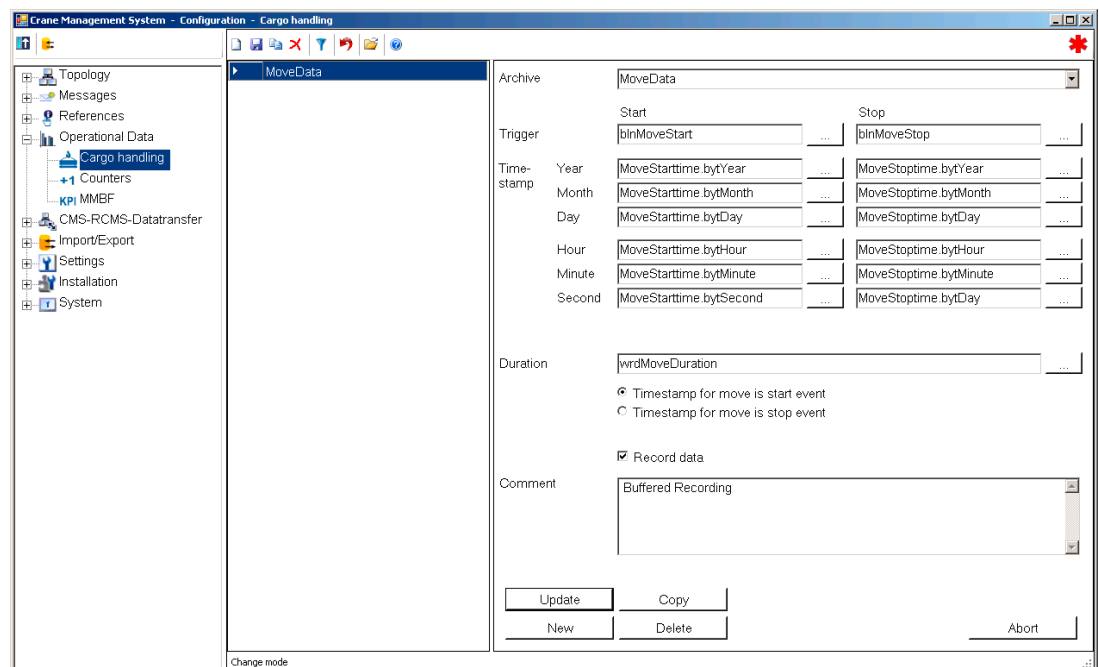 Crane Management System - Configuration - Cargo handling
Topology
Messages
References
Operational Data
Cargo handling
+1 Counters
KPI MMBF
CMS-RCMS-Datatransfer
Import/Export
Settings
Installation
System
MoveData
Archive MoveData
Start Stop
Trigger blnMoveStart ... blnMoveStop ...
Time- Year MoveStarttime.bytYear ... MoveStoptime.bytYear ...
stamp
Month MoveStarttime.bytMonth ... MoveStoptime.bytMonth ...
Day MoveStarttime.bytDay ... MoveStoptime.bytDay ...
Hour MoveStarttime.bytHour ... MoveStoptime.bytHour ...
Minute MoveStarttime.bytMinute ... MoveStoptime.bytMinute ...
Second MoveStarttime.bytSecond ... MoveStoptime.bytDay ...
Duration wrdMoveDuration ...
Timestamp for move is start event
Timestamp for move is stop event
Record data
Comment Buffered Recording
Update Copy
New Delete Abort
Change mode